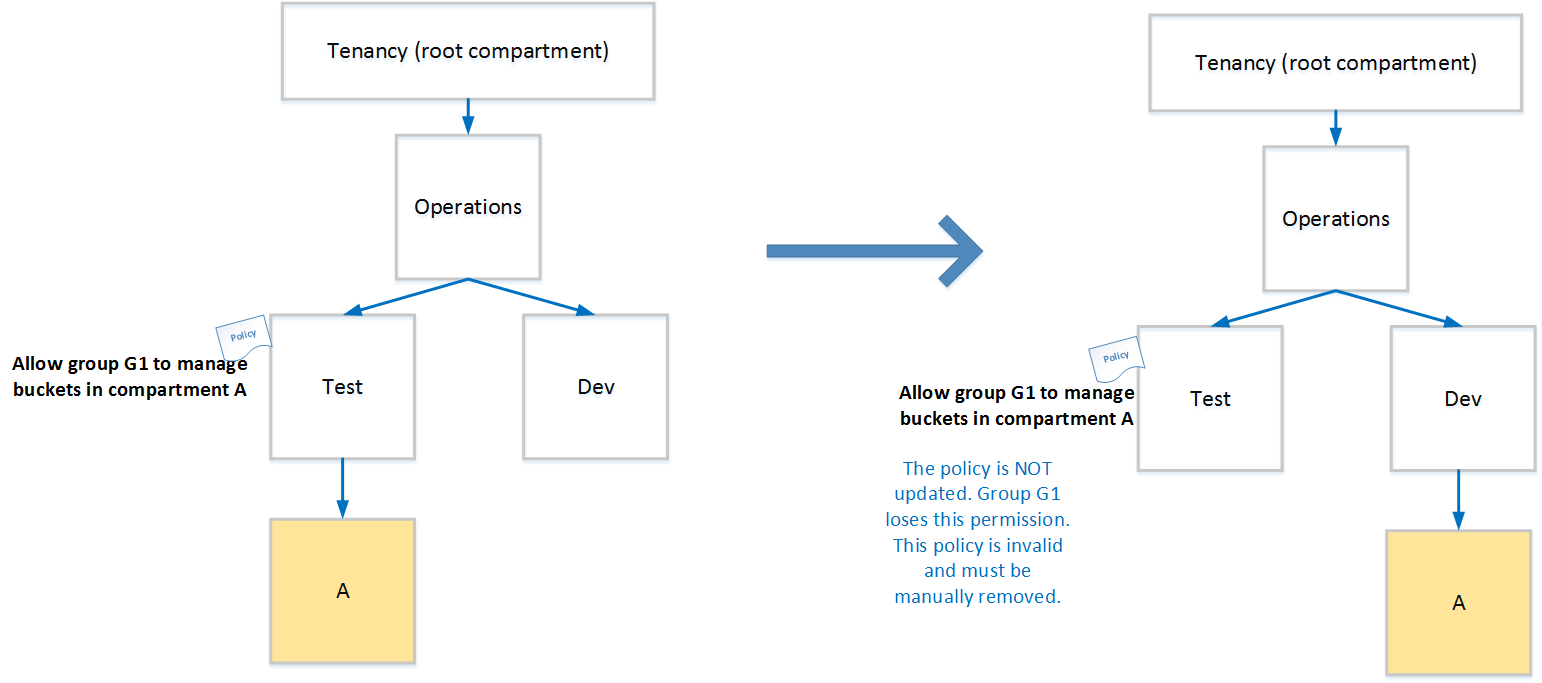 Tenancy (root compartment)
Operations
Policy
Allow group G1 to manage
buckets in compartment A
Test
Dev
A
Tenancy (root compartment)
Operations
Policy
Allow group G1 to manage
buckets in compartment A
Test
Dev
The policy is NOT
updated. Group G1
loses this permission.
This policy is invalid
and must be
manually removed.
A